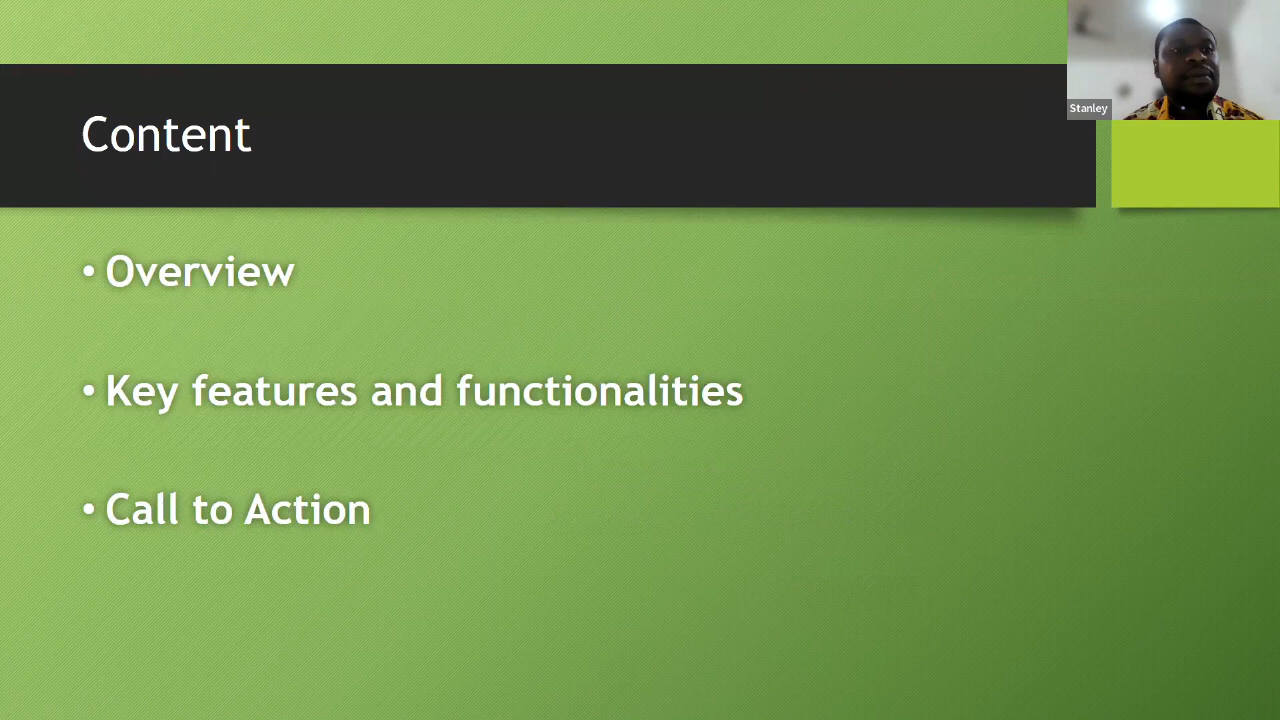 Stanley
Content
• Overview
• Key features and functionalities
• Call to Action